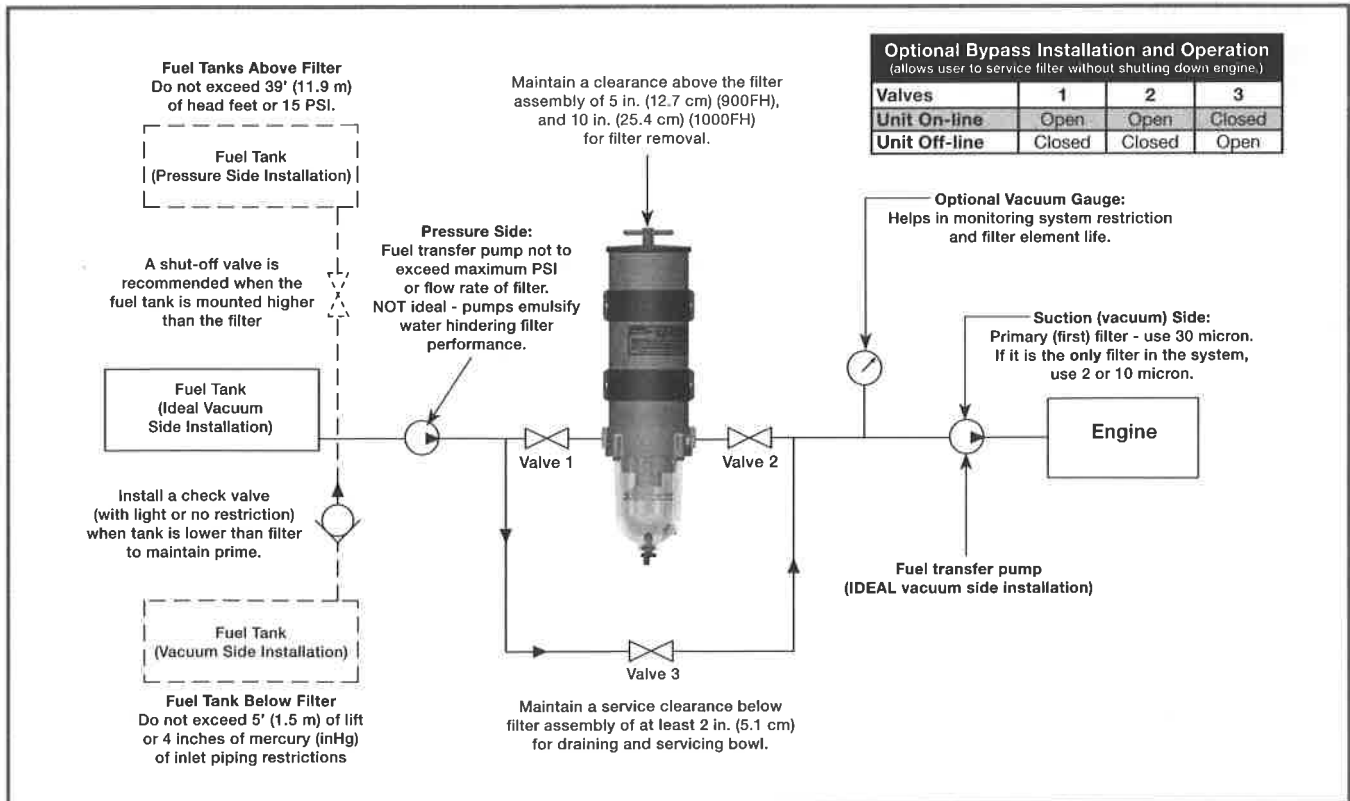 Fuel Tanks Above Filter
Do not exceed 39' (11.9 m)
of head feet or 15 PSI.
Fuel Tank
(Pressure Side Installation)
A shut-off valve is
recommended when the
fuel tank is mounted higher
than the filter
Fuel Tank
(Ideal Vacuum
Side Installation)
Install a check valve
(with light or no restriction)
when tank is lower than filter
to maintain prime.
Fuel Tank
(Vacuum Side Installation)
Fuel Tank Below Filter
Do not exceed 5' (1.5 m) of lift
or 4 inches of mercury (inHg)
of inlet piping restrictions
Pressure Side:
Fuel transfer pump not to
exceed maximum PSI
or flow rate of filter.
NOT ideal - pumps emulsify
water hindering filter
performance.
Maintain a clearance above the filter
assembly of 5 in. (12.7 cm) (900FH),
and 10 in. (25.4 cm) (1000FH)
for filter removal.
Valve 1
Valve 2
Valve 3
Maintain a service clearance below
filter assembly of at least 2 in. (5.1 cm)
for draining and servicing bowl.
Optional Bypass Installation and Operation
(allows user to service filter without shutting down engine.)
Valves 1 2 3
Unit On-line Open Open Closed
Unit Off-line Closed Closed Open
Optional Vacuum Gauge:
Helps in monitoring system restriction
and filter element life.
Suction (vacuum) Side:
Primary (first) filter - use 30 micron.
If it is the only filter in the system,
use 2 or 10 micron.
Engine
Fuel transfer pump
(IDEAL vacuum side installation)